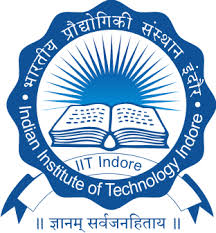 • भारतीय प्रौद्योगिकी संस्थान इंदौर •
Indian Institute of Technology Indore
IIT Indore
॥ ज्ञानम् सर्वजनहिताय ॥